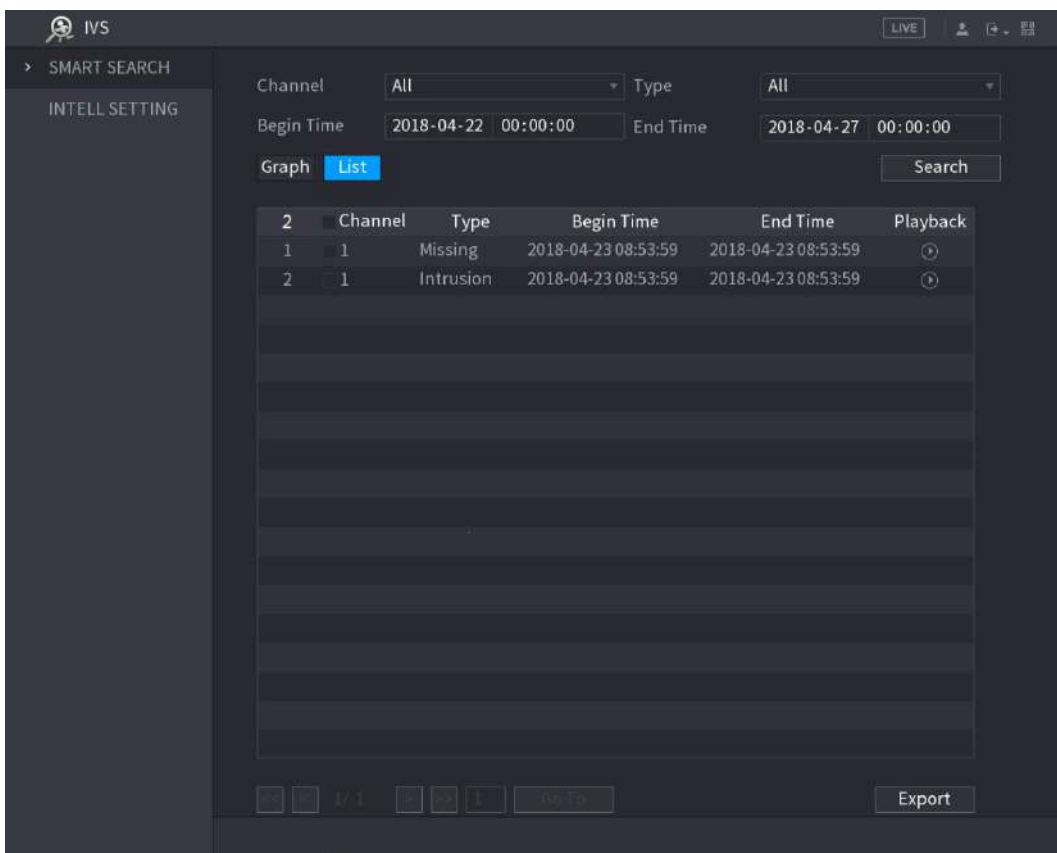 IVS LIVE
SMART SEARCH
INTELL SETTING
Channel All Type All
Begin Time 2018-04-22 00:00:00 End Time 2018-04-27 00:00:00
Graph List Search
2 Channel Type Begin Time End Time Playback
1 1 Missing 2018-04-23 08:53:59 2018-04-23 08:53:59
2 1 Intrusion 2018-04-23 08:53:59 2018-04-23 08:53:59
<< < 1/1 > >> 1 Go To Export